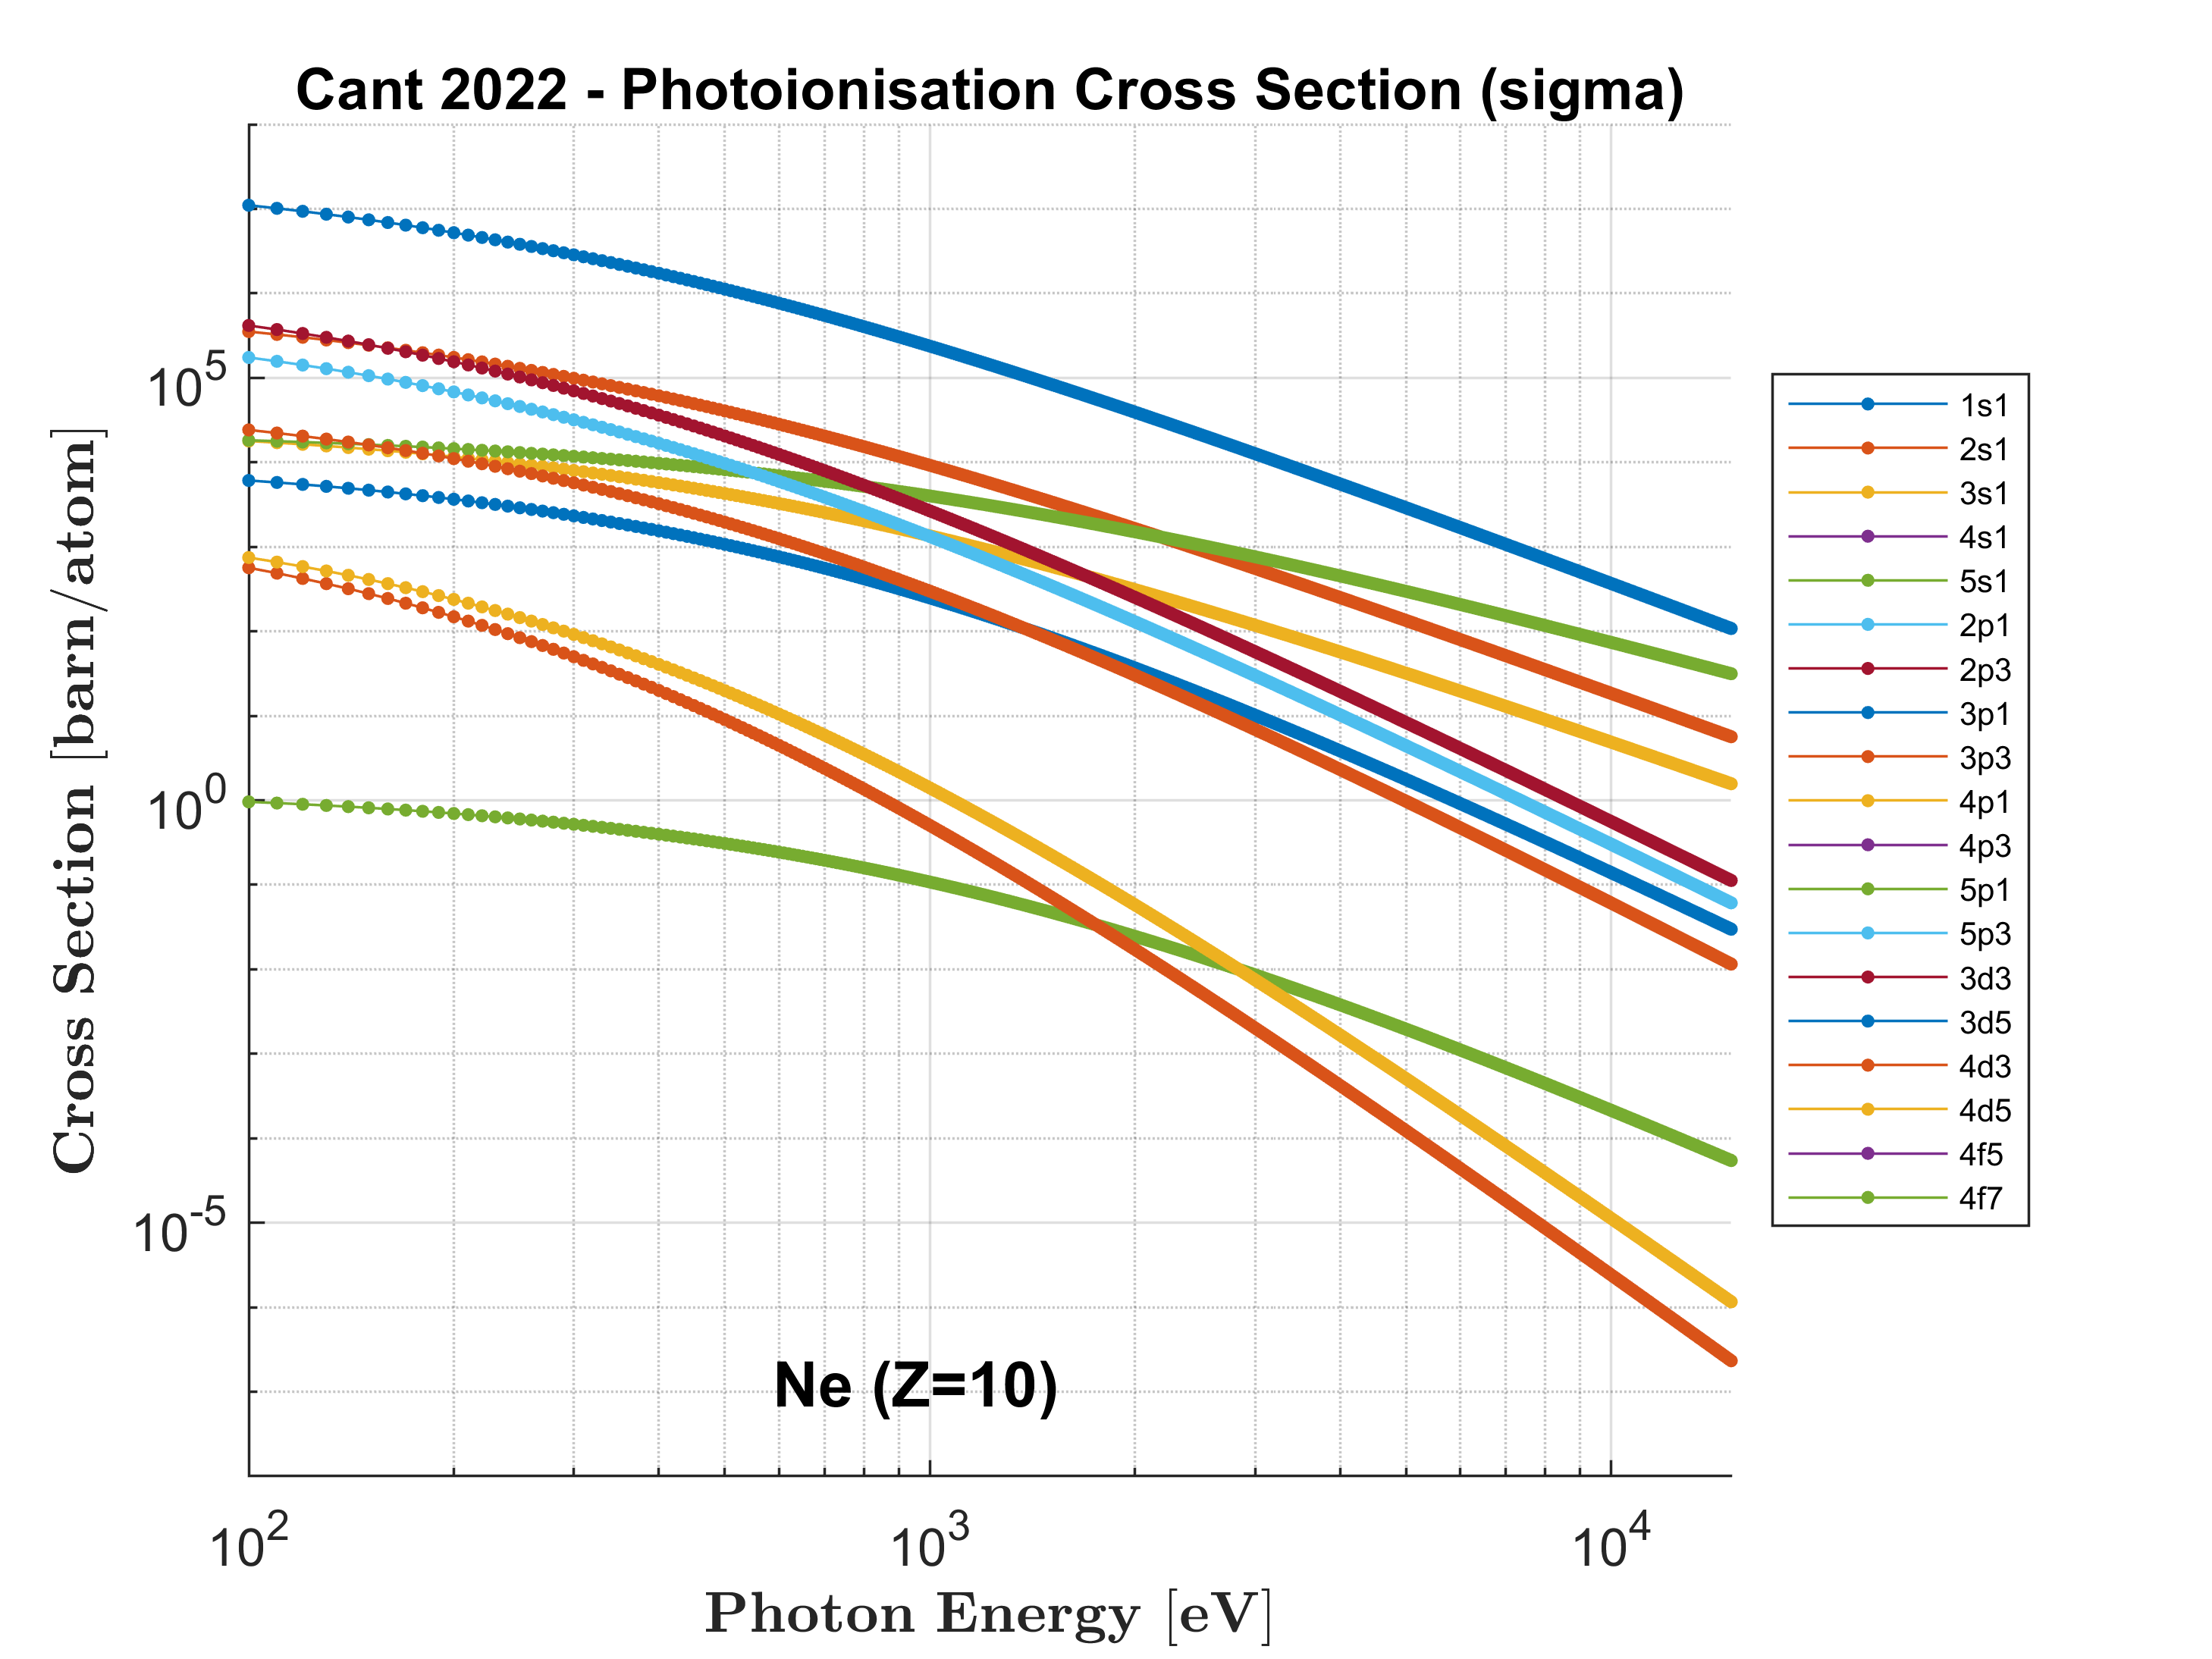 Cant 2022 - Photoionisation Cross Section (sigma)
Cross Section [barn/atom]
10^5
10^0
10^-5
10^2
10^3
10^4
Photon Energy [eV]
Ne (Z=10)
1s1
2s1
3s1
4s1
5s1
2p1
2p3
3p1
3p3
4p1
4p3
5p1
5p3
3d3
3d5
4d3
4d5
4f5
4f7